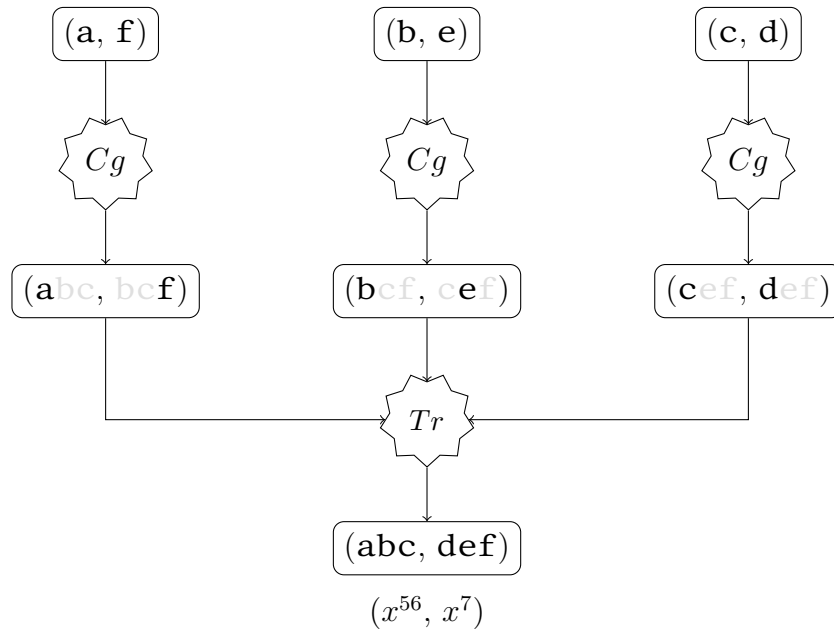 (a, f) (b, e) (c, d)
Cg Cg Cg
(abc, bcf) (bcf, cef) (cef, def)
Tr
(abc, def)
(x^56, x^7)